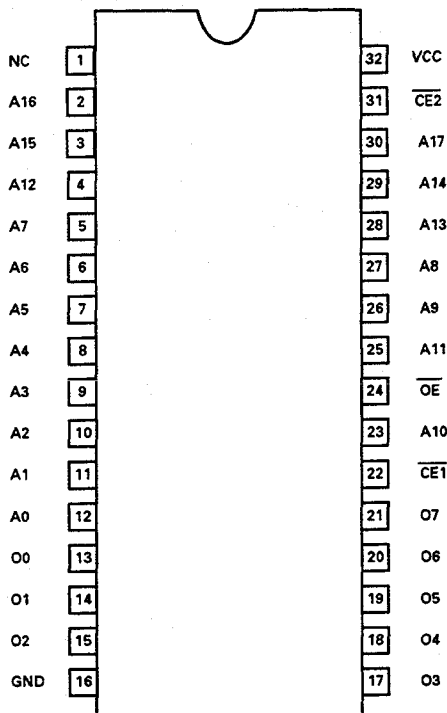 NC 1 32 VCC
A16 2 31 CE2
A15 3 30 A17
A12 4 29 A14
A7 5 28 A13
A6 6 27 A8
A5 7 26 A9
A4 8 25 A11
A3 9 24 OE
A2 10 23 A10
A1 11 22 CE1
A0 12 21 O7
O0 13 20 O6
O1 14 19 O5
O2 15 18 O4
GND 16 17 O3